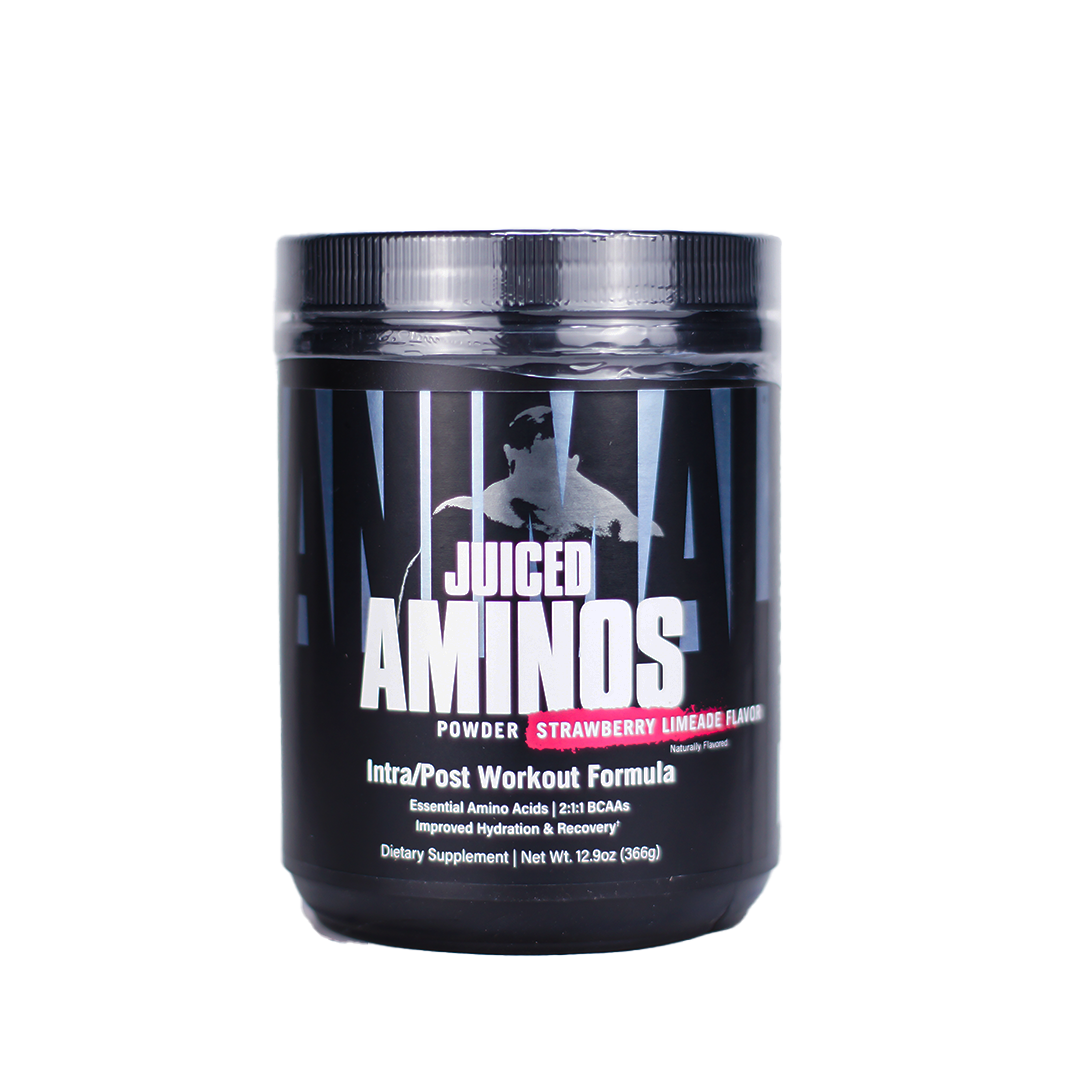 ANIMA
JUICED
AMINOS
POWDER STRAWBERRY LIMEADE FLAVOR
Naturally Flavored
Intra/Post Workout Formula
Essential Amino Acids | 2:1:1 BCAAs
Improved Hydration & Recovery†
Dietary Supplement | Net Wt. 12.9oz (366g)